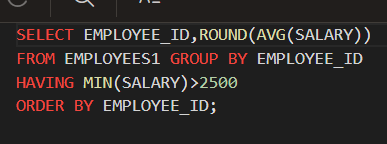 SELECT EMPLOYEE_ID,ROUND(AVG(SALARY))
FROM EMPLOYEES1 GROUP BY EMPLOYEE_ID
HAVING MIN(SALARY)>2500
ORDER BY EMPLOYEE_ID;